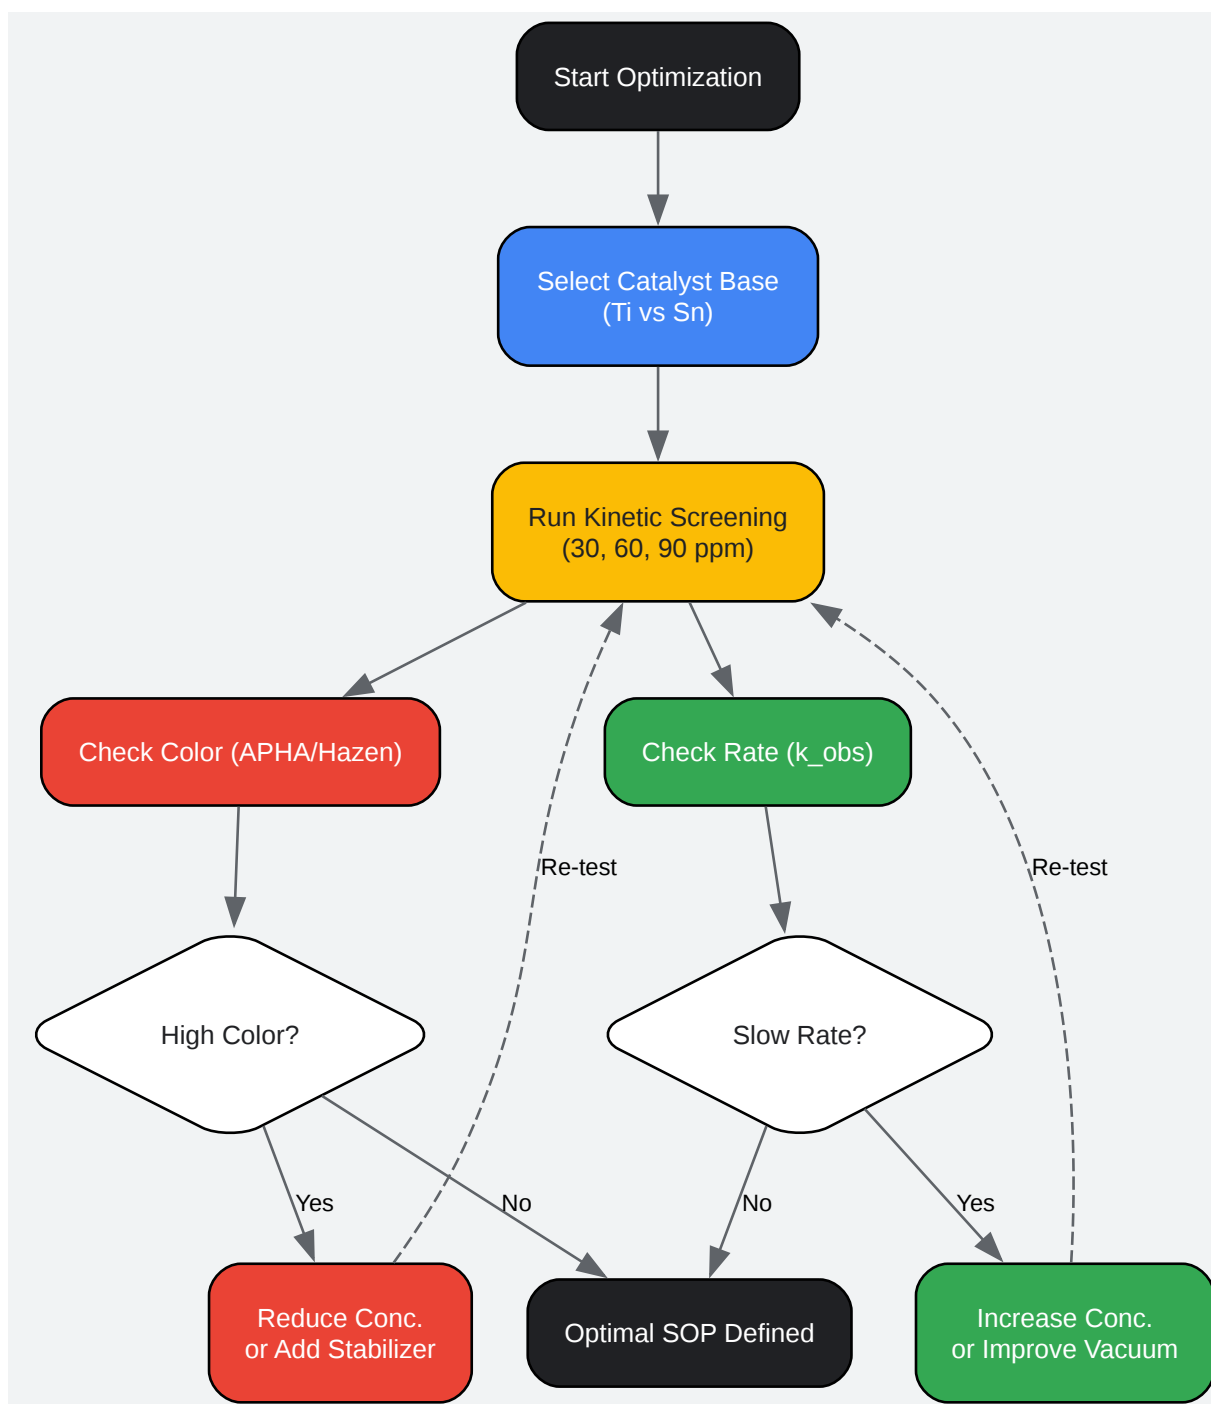 Start Optimization
Select Catalyst Base
(Ti vs Sn)
Run Kinetic Screening
(30, 60, 90 ppm)
Check Color (APHA/Hazen)
Check Rate (k_obs)
Re-test
Re-test
High Color?
Slow Rate?
Yes
No
No
Yes
Reduce Conc.
or Add Stabilizer
Optimal SOP Defined
Increase Conc.
or Improve Vacuum